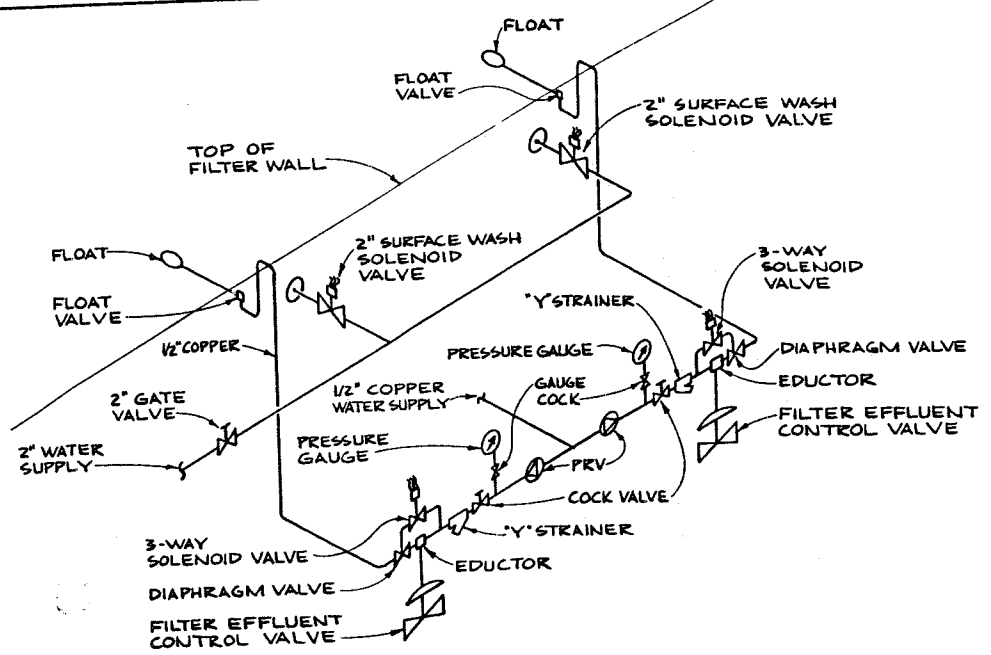 FLOAT
FLOAT
VALVE
2" SURFACE WASH
SOLENOID VALVE
TOP OF
FILTER WALL
FLOAT
2" SURFACE WASH
SOLENOID
VALVE
3-WAY
SOLENOID
VALVE
"Y" STRAINER
FLOAT
VALVE
1/2" COPPER
PRESSURE GAUGE
DIAPHRAGM VALVE
EDUCTOR
1/2" COPPER
WATER SUPPLY
GAUGE
COCK
2" GATE
VALVE
FILTER EFFLUENT
CONTROL VALVE
PRESSURE
GAUGE
2" WATER
SUPPLY
PRV
COCK VALVE
"Y" STRAINER
3-WAY
SOLENOID VALVE
EDUCTOR
DIAPHRAGM VALVE
FILTER EFFLUENT
CONTROL VALVE